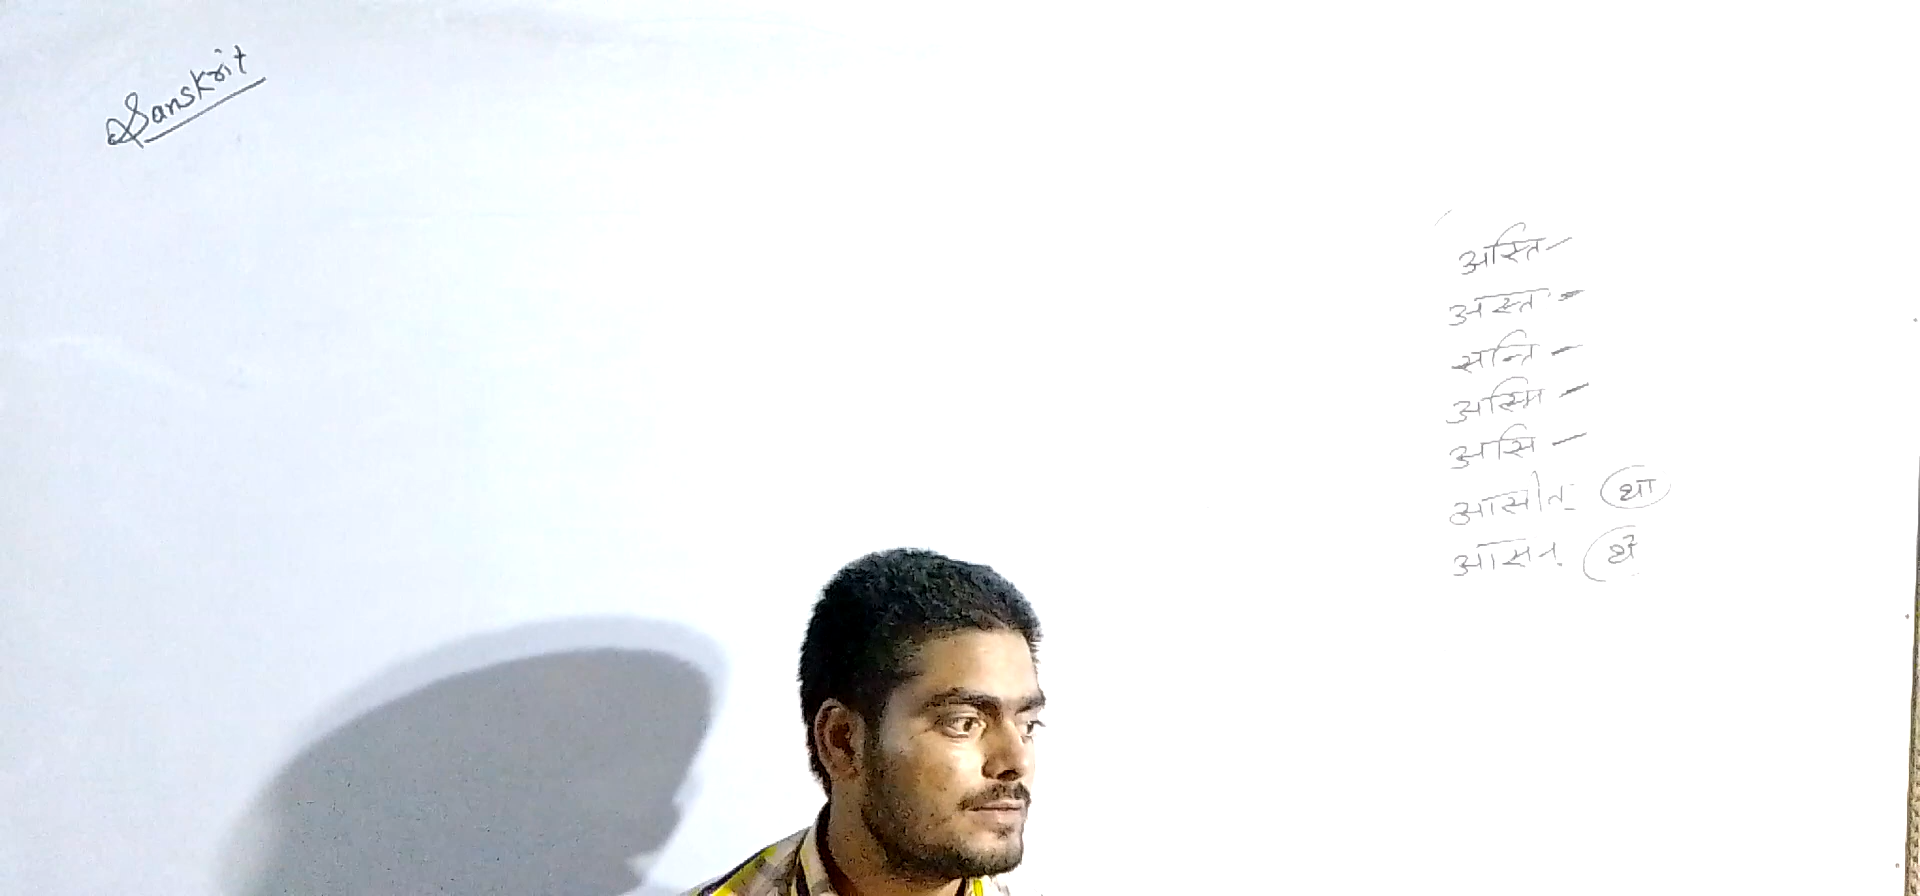 Sanskrit
अस्ति -
अस्त -
सन्ति -
अस्मि -
असि -
आसीत् - था
आसन् थे